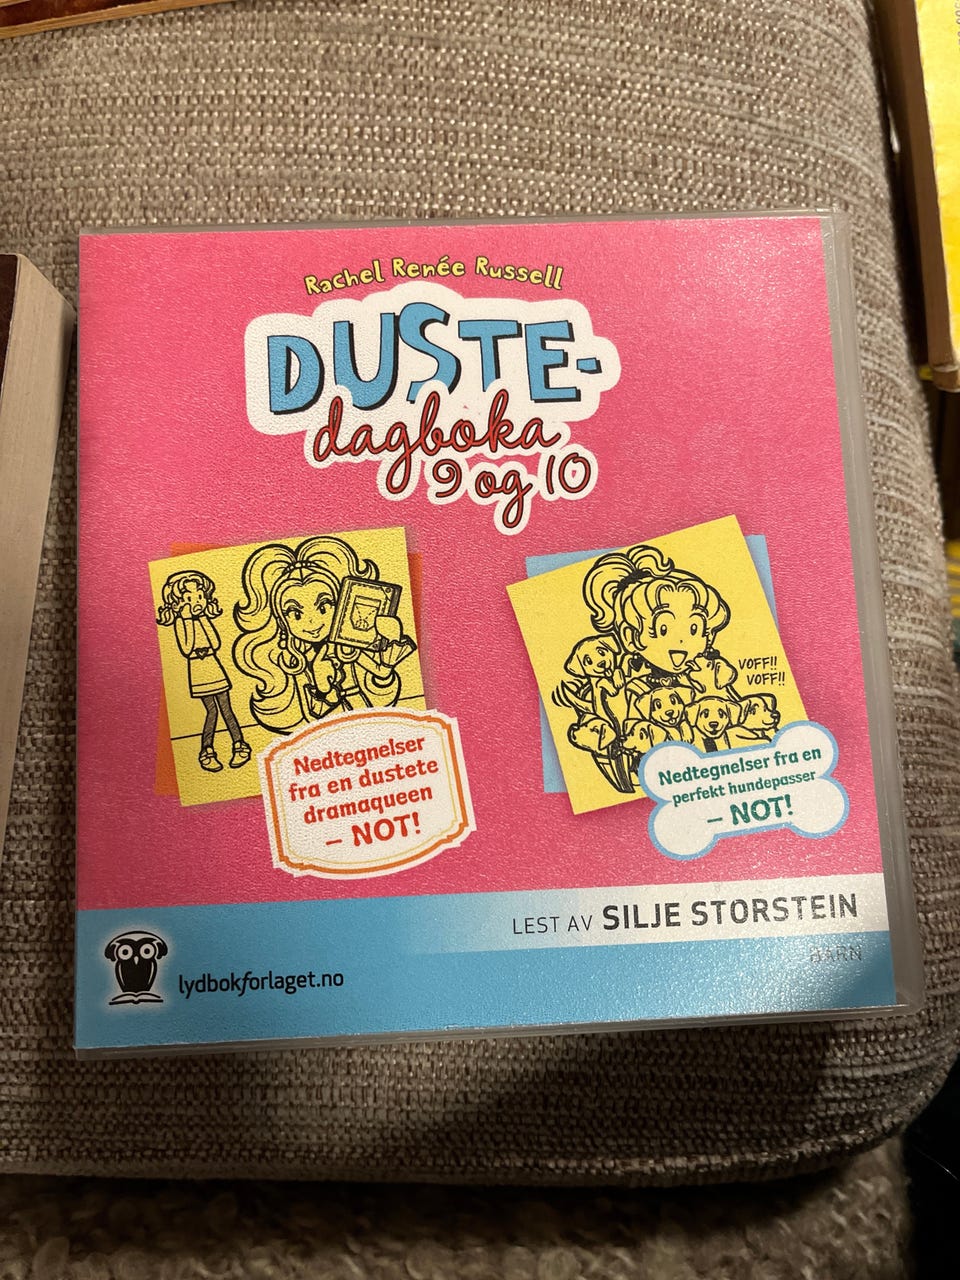 Rachel Renée Russell
DUSTE-
dagboka
9 og 10
VOFF!!
VOFF!!
Nedtegnelser
fra en dustete
dramaqueen
– NOT!
Nedtegnelser fra en
perfekt hundepasser
– NOT!
LEST AV SILJE STORSTEIN
BARN
lydbokforlaget.no